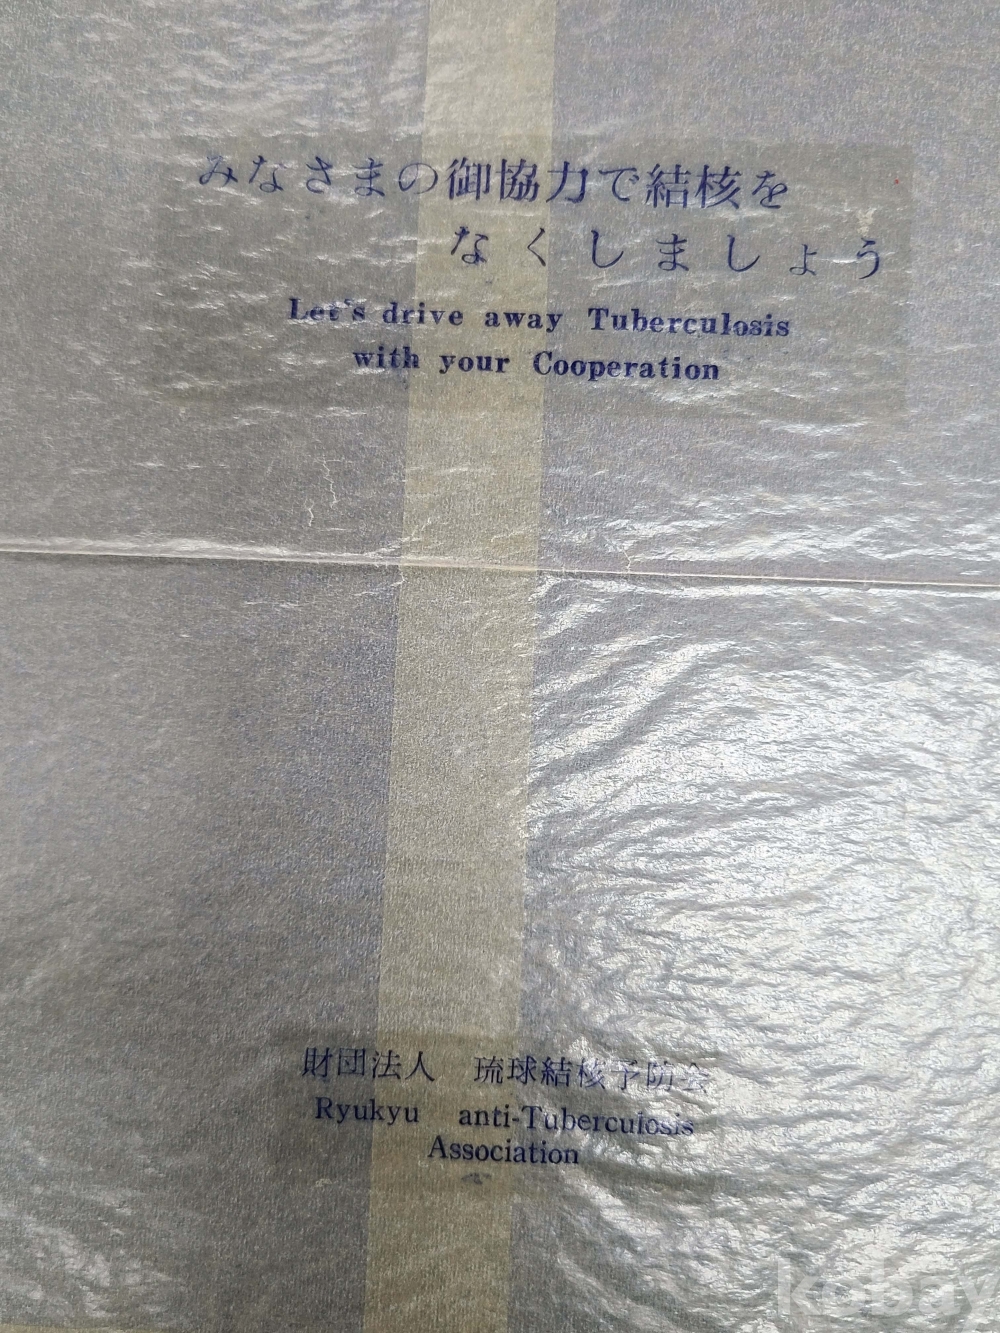 みなさまの御協力で結核を
なくしましょう
Let's drive away Tuberculosis
with your Cooperation
財団法人 琉球結核予防会
Ryukyu anti-Tuberculosis
Association
kobay